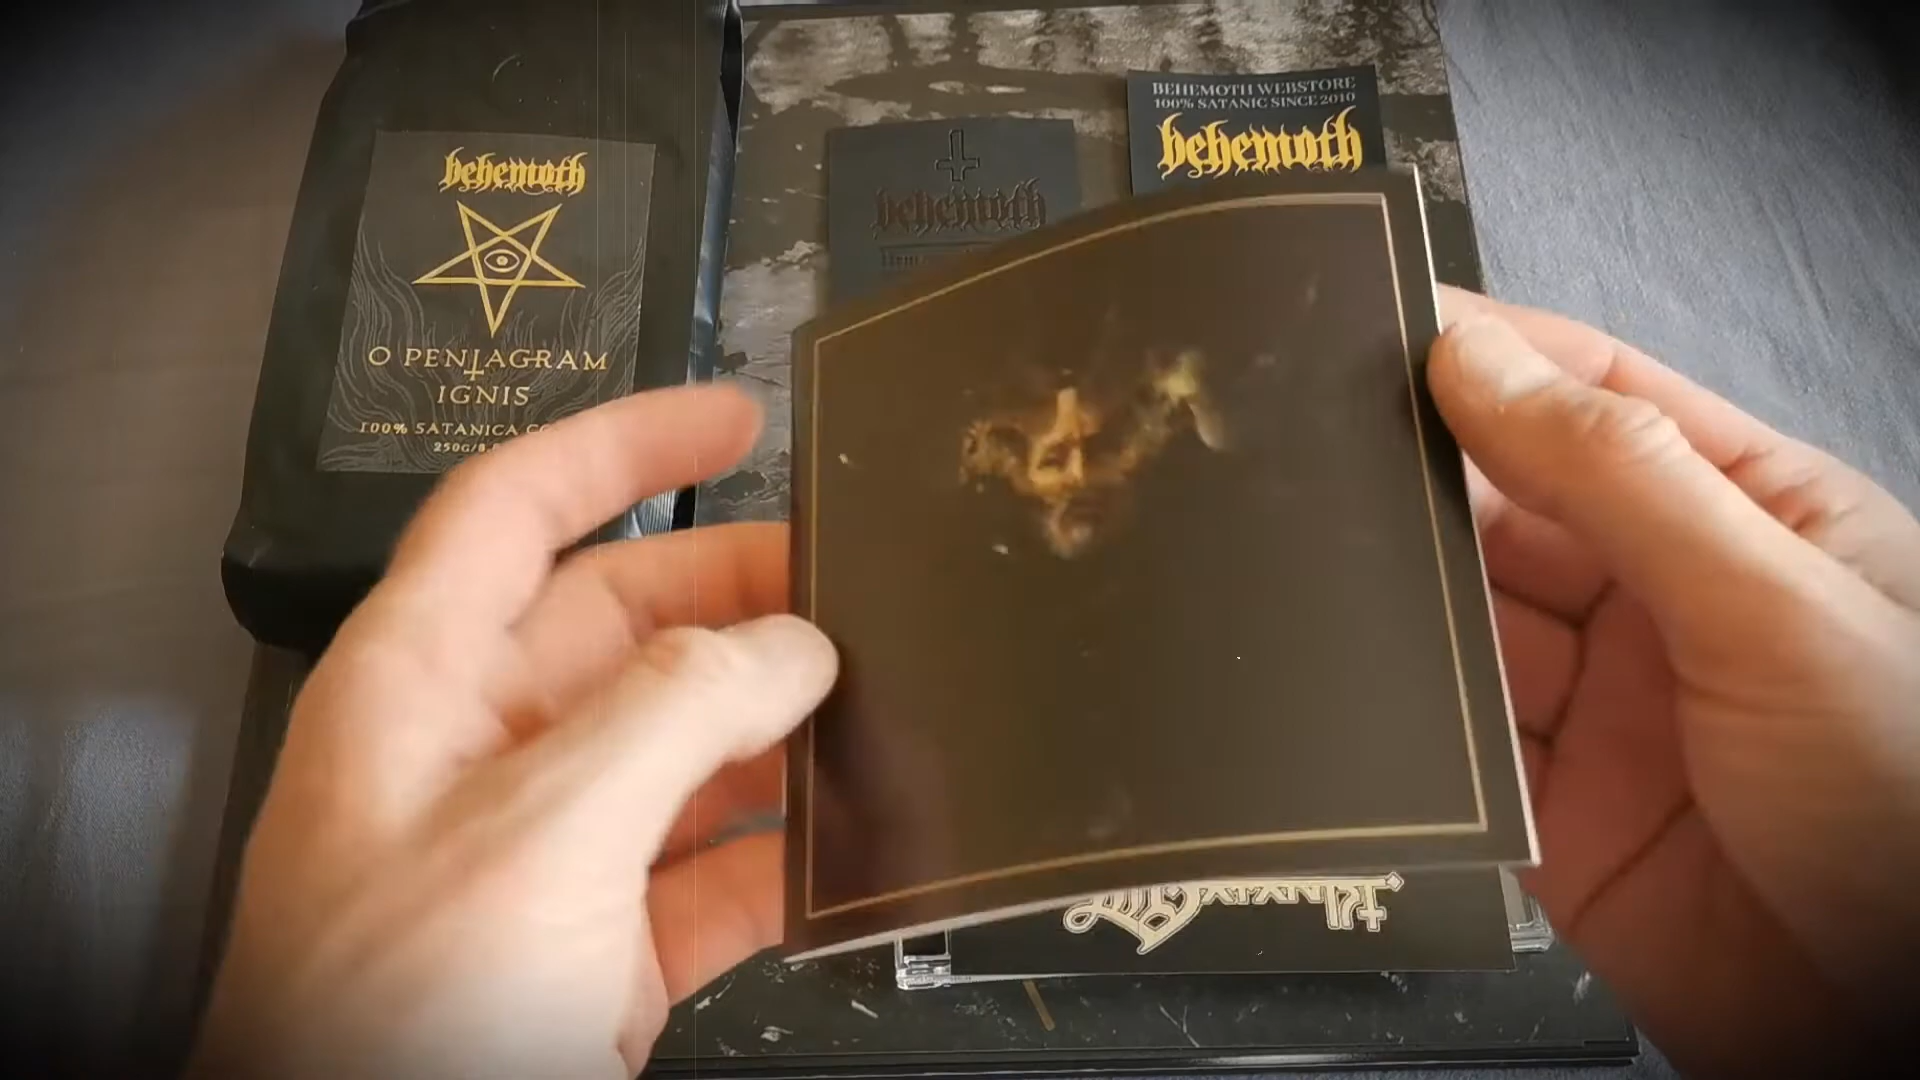 behemoth
O PENTAGRAM
IGNIS
100% SATANICA
behemoth
BEHEMOTH WEBSTORE
100% SATANIC SINCE 2010
behemoth